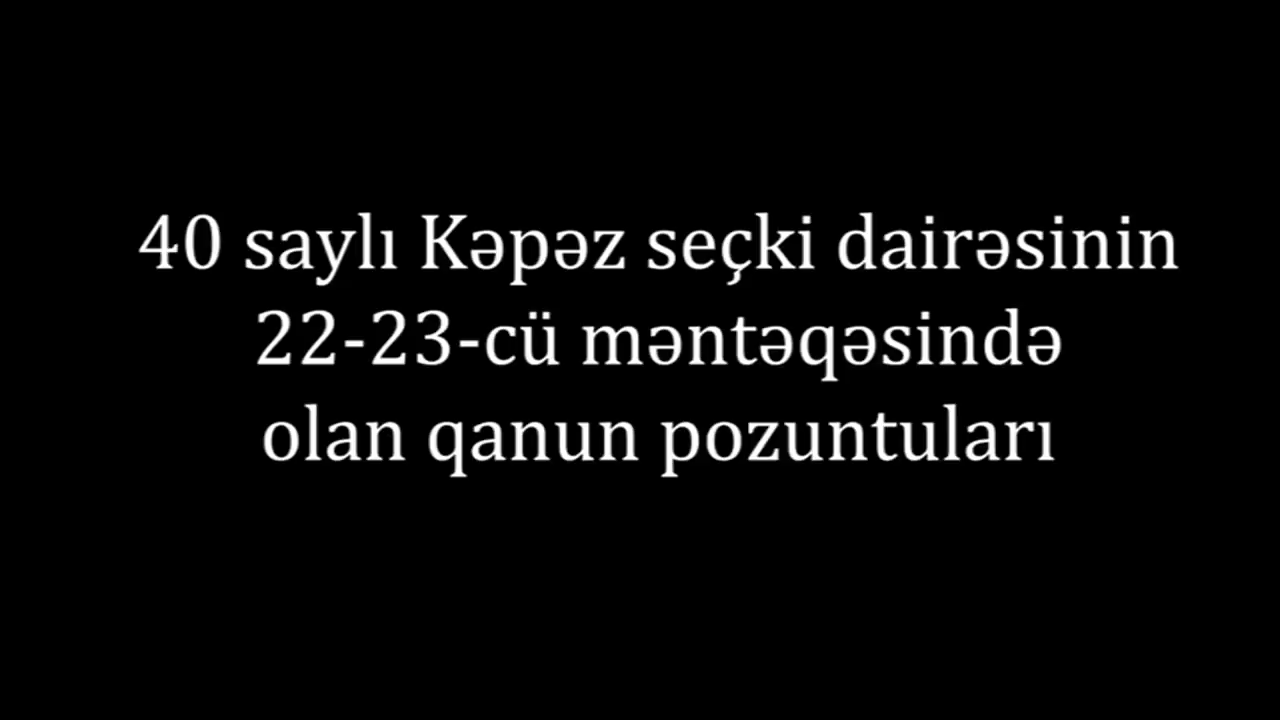 40 saylı Kəpəz seçki dairəsinin
22-23-cü məntəqəsində
olan qanun pozuntuları